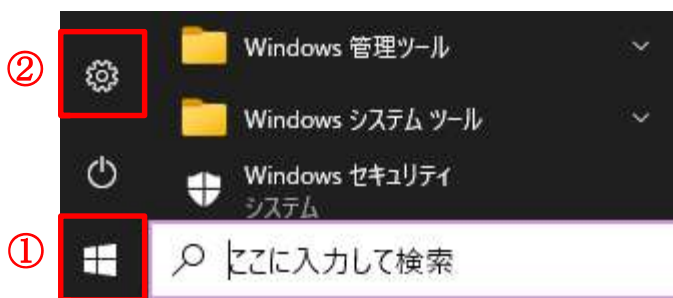 ②
Windows 管理ツール
Windows システム ツール
Windows セキュリティ
システム
①
ここに入力して検索